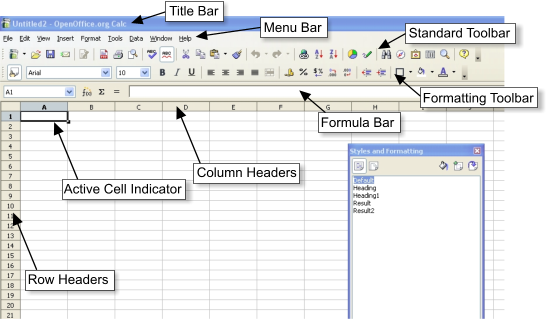 Title Bar
Untitled2 - OpenOffice.org Calc
Menu Bar
File Edit View Insert Format Tools Data Window Help
Standard Toolbar
Arial 10 B I U
Formatting Toolbar
A1 f(x) Σ =
Formula Bar
A B C D E F G H
1
2
3
4
5
6
7
8
9
10
11
12
13
14
15
16
17
18
19
20
21
Column Headers
Active Cell Indicator
Row Headers
Styles and Formatting
Default
Heading
Heading1
Result
Result2